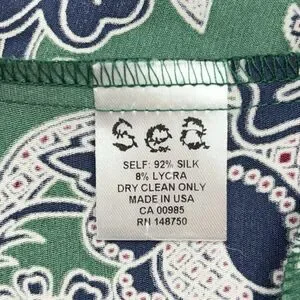 sea
SELF: 92% SILK
8% LYCRA
DRY CLEAN ONLY
MADE IN USA
CA 00985
RN 148750